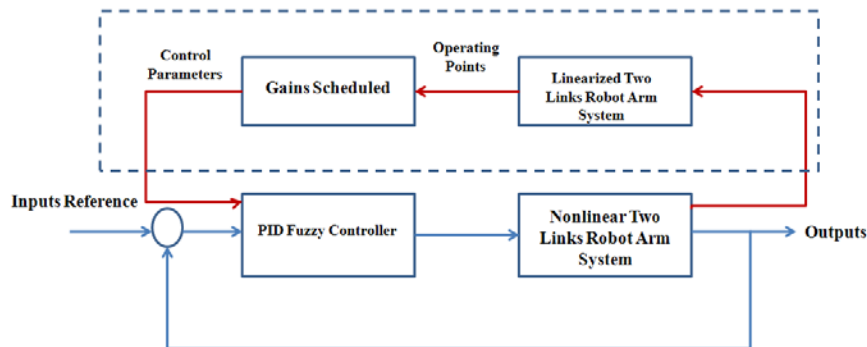 Control
Parameters
Gains Scheduled
Operating
Points
Linearized Two
Links Robot Arm
System
Inputs Reference
PID Fuzzy Controller
Nonlinear Two
Links Robot Arm
System
Outputs